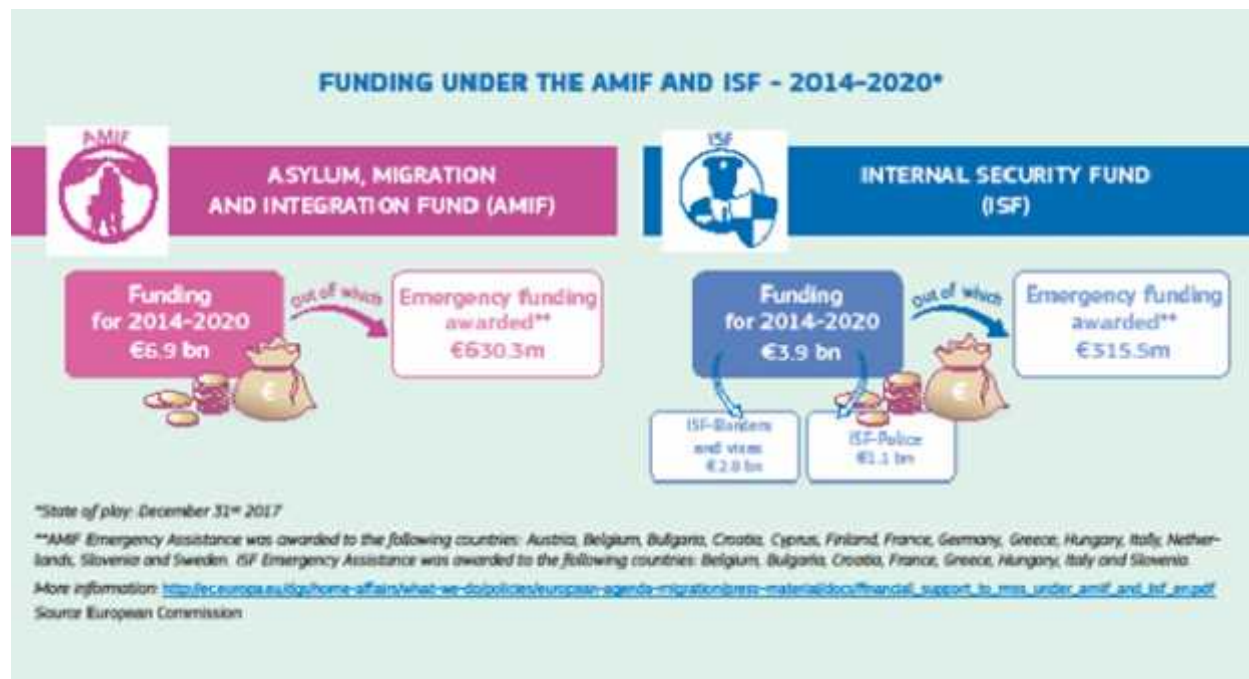 FUNDING UNDER THE AMIF AND ISF - 2014-2020*
AMIF
ASYLUM, MIGRATION
AND INTEGRATION FUND (AMIF)
ISF
INTERNAL SECURITY FUND
(ISF)
Funding
for 2014-2020
€6.9 bn
out of which
Emergency funding
awarded**
€630.3m
Funding
for 2014-2020
€3.9 bn
out of which
Emergency funding
awarded**
€315.5m
ISF-Borders
and visas
€2.8 bn
ISF-Police
€1.1 bn
*State of play: December 31st 2017
**AMIF Emergency Assistance was awarded to the following countries: Austria, Belgium, Bulgaria, Croatia, Cyprus, Finland, France, Germany, Greece, Hungary, Italy, Nether-
lands, Slovenia and Sweden. ISF Emergency Assistance was awarded to the following countries: Belgium, Bulgaria, Croatia, France, Greece, Hungary, Italy and Slovenia.
More information: http://ec.europa.eu/dgs/home-affairs/what-we-do/policies/european-agenda-migration/press-material/docs/financial_support_to_mss_under_amif_and_isf_en.pdf
Source European Commission